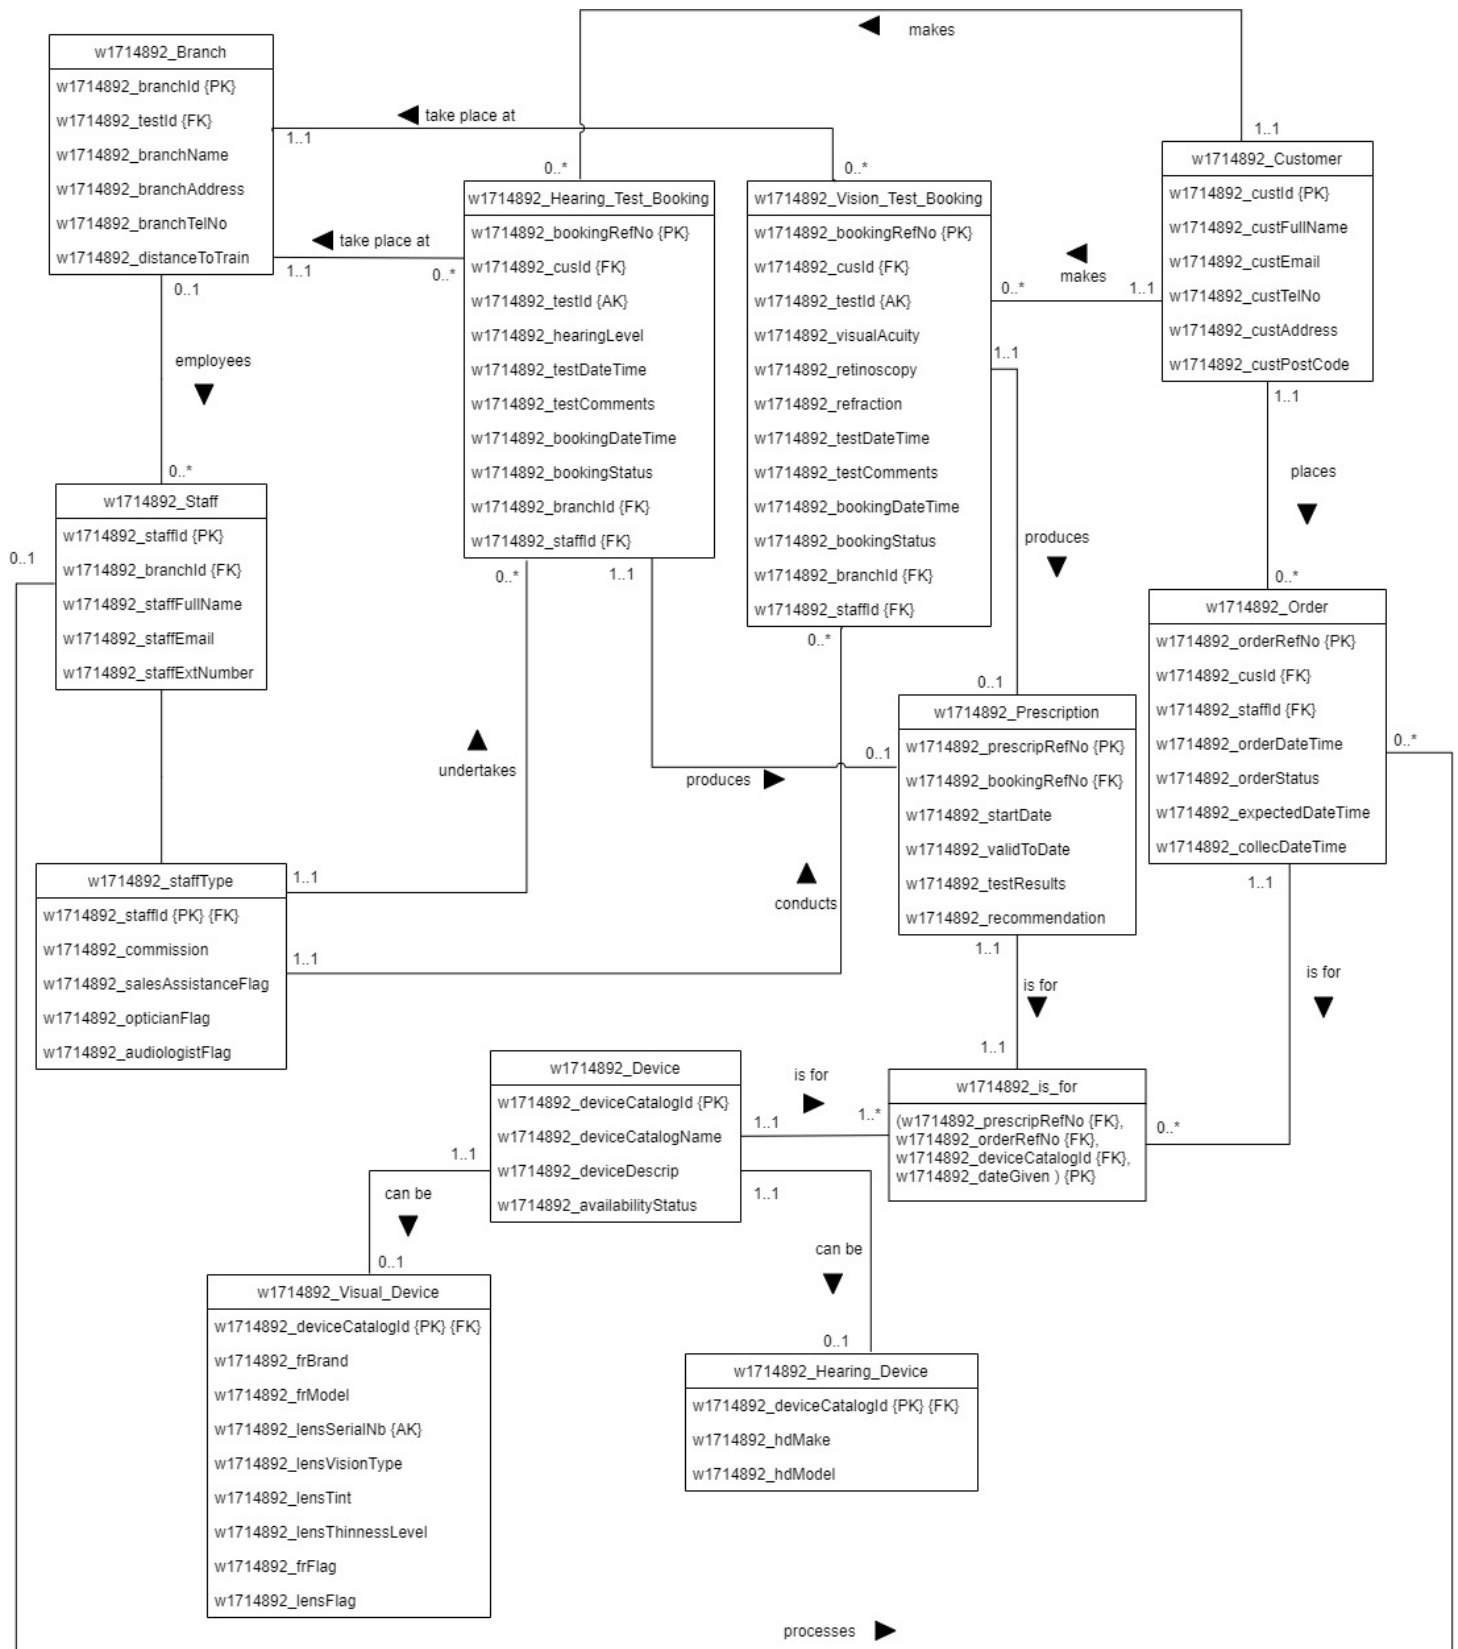 makes
w1714892_Branch
w1714892_branchId {PK}
w1714892_testId {FK}
w1714892_branchName
w1714892_branchAddress
w1714892_branchTelNo
w1714892_distanceToTrain
take place at
1..1
0..*
0..*
1..1
take place at
1..1
0..*
w1714892_Hearing_Test_Booking
w1714892_bookingRefNo {PK}
w1714892_cusId {FK}
w1714892_testId {AK}
w1714892_hearingLevel
w1714892_testDateTime
w1714892_testComments
w1714892_bookingDateTime
w1714892_bookingStatus
w1714892_branchId {FK}
w1714892_staffId {FK}
w1714892_Vision_Test_Booking
w1714892_bookingRefNo {PK}
w1714892_cusId {FK}
w1714892_testId {AK}
w1714892_visualAcuity
w1714892_retinoscopy
w1714892_refraction
w1714892_testDateTime
w1714892_testComments
w1714892_bookingDateTime
w1714892_bookingStatus
w1714892_branchId {FK}
w1714892_staffId {FK}
makes
0..*
1..1
w1714892_Customer
w1714892_custId {PK}
w1714892_custFullName
w1714892_custEmail
w1714892_custTelNo
w1714892_custAddress
w1714892_custPostCode
0..1
employees
0..*
1..1
produces
0..1
1..1
places
0..*
w1714892_Staff
w1714892_staffId {PK}
w1714892_branchId {FK}
w1714892_staffFullName
w1714892_staffEmail
w1714892_staffExtNumber
0..1
0..*
1..1
0..*
w1714892_Order
w1714892_orderRefNo {PK}
w1714892_cusId {FK}
w1714892_staffId {FK}
w1714892_orderDateTime
w1714892_orderStatus
w1714892_expectedDateTime
w1714892_collecDateTime
0..*
w1714892_Prescription
w1714892_prescripRefNo {PK}
w1714892_bookingRefNo {FK}
w1714892_startDate
w1714892_validToDate
w1714892_testResults
w1714892_recommendation
undertakes
produces
0..1
conducts
w1714892_staffType
w1714892_staffId {PK} {FK}
w1714892_commission
w1714892_salesAssistanceFlag
w1714892_opticianFlag
w1714892_audiologistFlag
1..1
1..1
1..1
is for
1..1
1..1
is for
w1714892_Device
w1714892_deviceCatalogId {PK}
w1714892_deviceCatalogName
w1714892_deviceDescrip
w1714892_availabilityStatus
is for
1..1
1..*
w1714892_is_for
(w1714892_prescripRefNo {FK},
w1714892_orderRefNo {FK},
w1714892_deviceCatalogId {FK},
w1714892_dateGiven ) {PK}
0..*
1..1
can be
0..1
1..1
can be
0..1
w1714892_Visual_Device
w1714892_deviceCatalogId {PK} {FK}
w1714892_frBrand
w1714892_frModel
w1714892_lensSerialNb {AK}
w1714892_lensVisionType
w1714892_lensTint
w1714892_lensThinnessLevel
w1714892_frFlag
w1714892_lensFlag
w1714892_Hearing_Device
w1714892_deviceCatalogId {PK} {FK}
w1714892_hdMake
w1714892_hdModel
processes